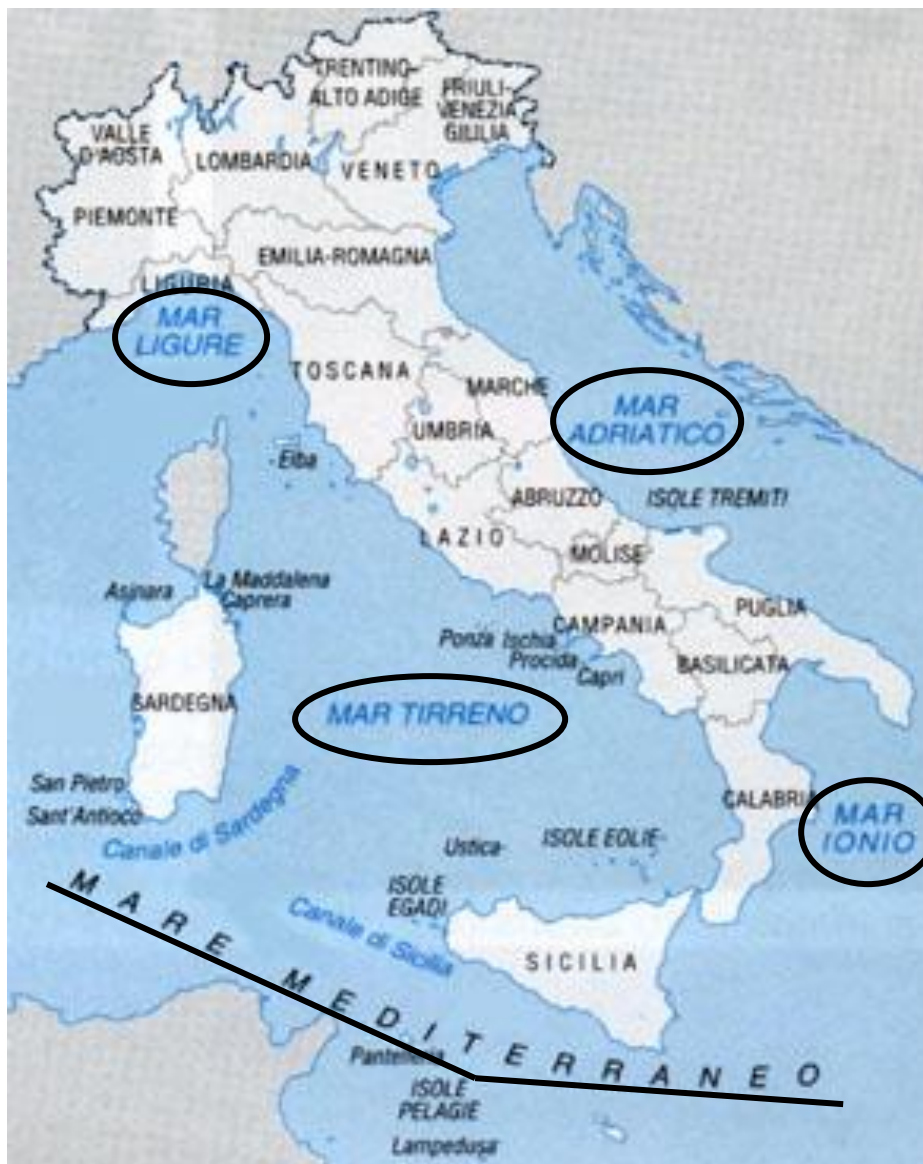 TRENTINO-
ALTO ADIGE
FRIULI-
VENEZIA
GIULIA
VALLE
D'AOSTA
LOMBARDIA
VENETO
PIEMONTE
EMILIA-ROMAGNA
LIGURIA
MAR
LIGURE
TOSCANA
MARCHE
MAR
ADRIATICO
UMBRIA
Elba
ABRUZZO
ISOLE TREMITI
LAZIO
MOLISE
La Maddalena
Caprera
Asinara
PUGLIA
CAMPANIA
Ponza
Ischia
Procida
Capri
BASILICATA
SARDEGNA
MAR TIRRENO
San Pietro
Sant'Antioco
Canale di Sardegna
CALABRIA
MAR
IONIO
Ustica
ISOLE EOLIE
ISOLE
EGADI
Canale di Sicilia
SICILIA
MARE MEDITERRANEO
Pantelleria
ISOLE
PELAGIE
Lampedusa